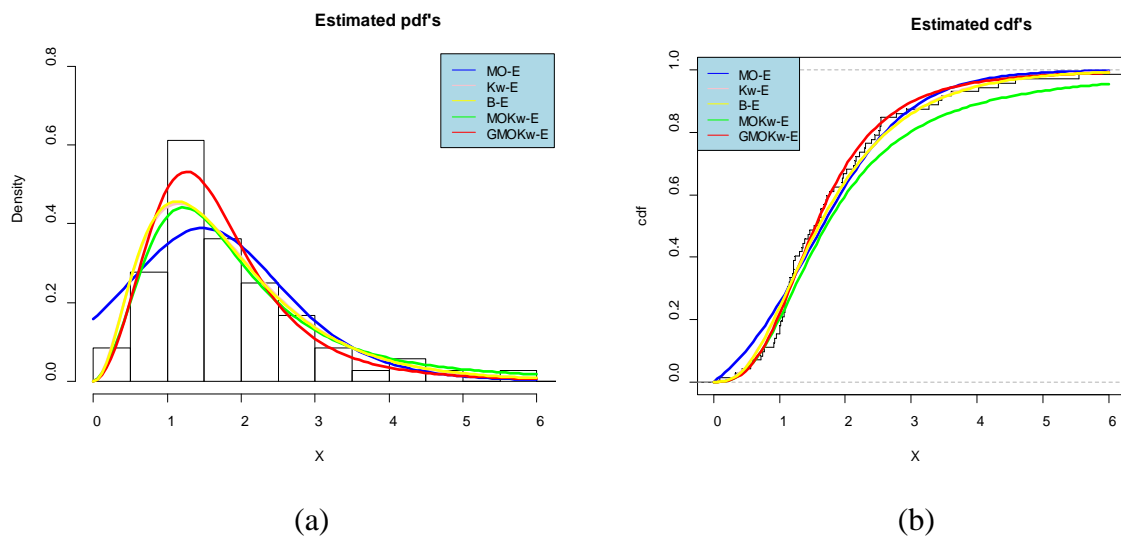 Estimated pdf's
0.8
0.6
0.4
0.2
0.0
Density
MO-E
Kw-E
B-E
MOKw-E
GMOKw-E
0 1 2 3 4 5 6
X
(a)
Estimated cdf's
1.0
0.8
0.6
0.4
0.2
0.0
cdf
MO-E
Kw-E
B-E
MOKw-E
GMOKw-E
0 1 2 3 4 5 6
X
(b)